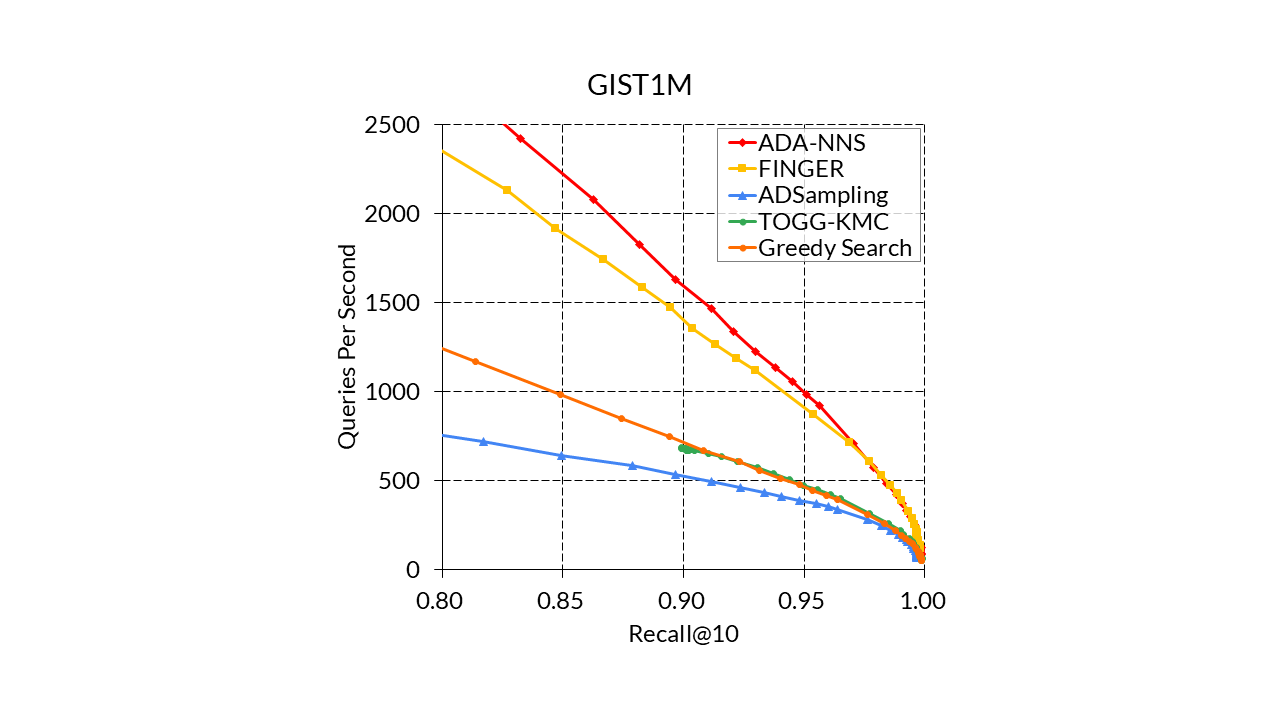 GIST1M
2500
2000
1500
1000
500
0
Queries Per Second
ADA-NNS
FINGER
ADSampling
TOGG-KMC
Greedy Search
0.80 0.85 0.90 0.95 1.00
Recall@10